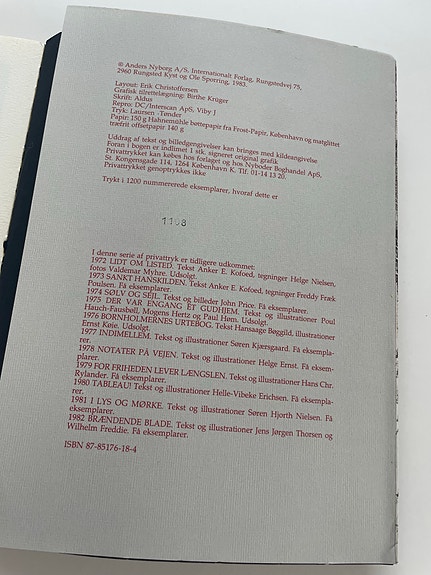 © Anders Nyborg A/S. Internationalt Forlag, Rungstedvej 75,
2960 Rungsted Kyst og Ole Sporring, 1983.
Layout: Erik Christoffersen
Grafisk tilrettelægning: Birthe Krüger
Skrift: Aldus
Repro: DC/Interscan ApS, Viby J
Tryk: Laursen-Tønder
Papir: 150 g Hahnemühle bøttepapir fra Frost-Papir, København og matglittet
træfrit offsetpapir 140 g
Uddrag af tekst og billedgengivelser kan bringes med kildeangivelse
Foran i bogen er indlimet 1 stk. signeret original grafik
Privattrykket kan købes hos forlaget og hos Nyboder Boghandel ApS,
St. Kongensgade 114, 1264 København K. Tlf. 01-14 13 20.
Privattrykket genoptrykkes ikke
Trykt i 1200 nummererede eksemplarer, hvoraf dette er
I denne serie af privattryk er tidligere udkommet:
1972 LIDT OM LISTED. Tekst Anker E. Kofoed, tegninger Helge Nielsen,
fotos Valdemar Myhre. Udsolgt.
1973 SANKT HANSKILDEN. Tekst Anker E. Kofoed, tegninger Freddy Fræk
Poulsen. Få eksemplarer.
1974 SØLV OG SEJL. Tekst og billeder John Price. Få eksemplarer.
1975 DER VAR ENGANG ET GUDHJEM. Tekst og illustrationer Poul
Hauch-Fausbøll, Mogens Hertz og Paul Høm. Udsolgt.
1976 BORNHOLMERNES URTEBOG. Tekst Hansaage Bøggild, illustrationer
Ernst Køie. Udsolgt.
1977 INDIMELLEM. Tekst og illustrationer Søren Kjærsgaard. Få eksempla-
rer.
1978 NOTATER PÅ VEJEN. Tekst og illustrationer Helge Ernst. Få eksem-
plarer.
1979 FOR FRIHEDEN LEVER LÆNGSLEN. Tekst og illustrationer Hans Chr.
Rylander. Få eksemplarer.
1980 TABLEAU! Tekst og illustrationer Helle-Vibeke Erichsen. Få eksempla-
rer.
1981 I LYS OG MØRKE. Tekst og illustrationer Søren Hjorth Nielsen. Få
eksemplarer.
1982 BRÆNDENDE BLADE. Tekst og illustrationer Jens Jørgen Thorsen og
Wilhelm Freddie. Få eksemplarer.
ISBN 87-85176-18-4